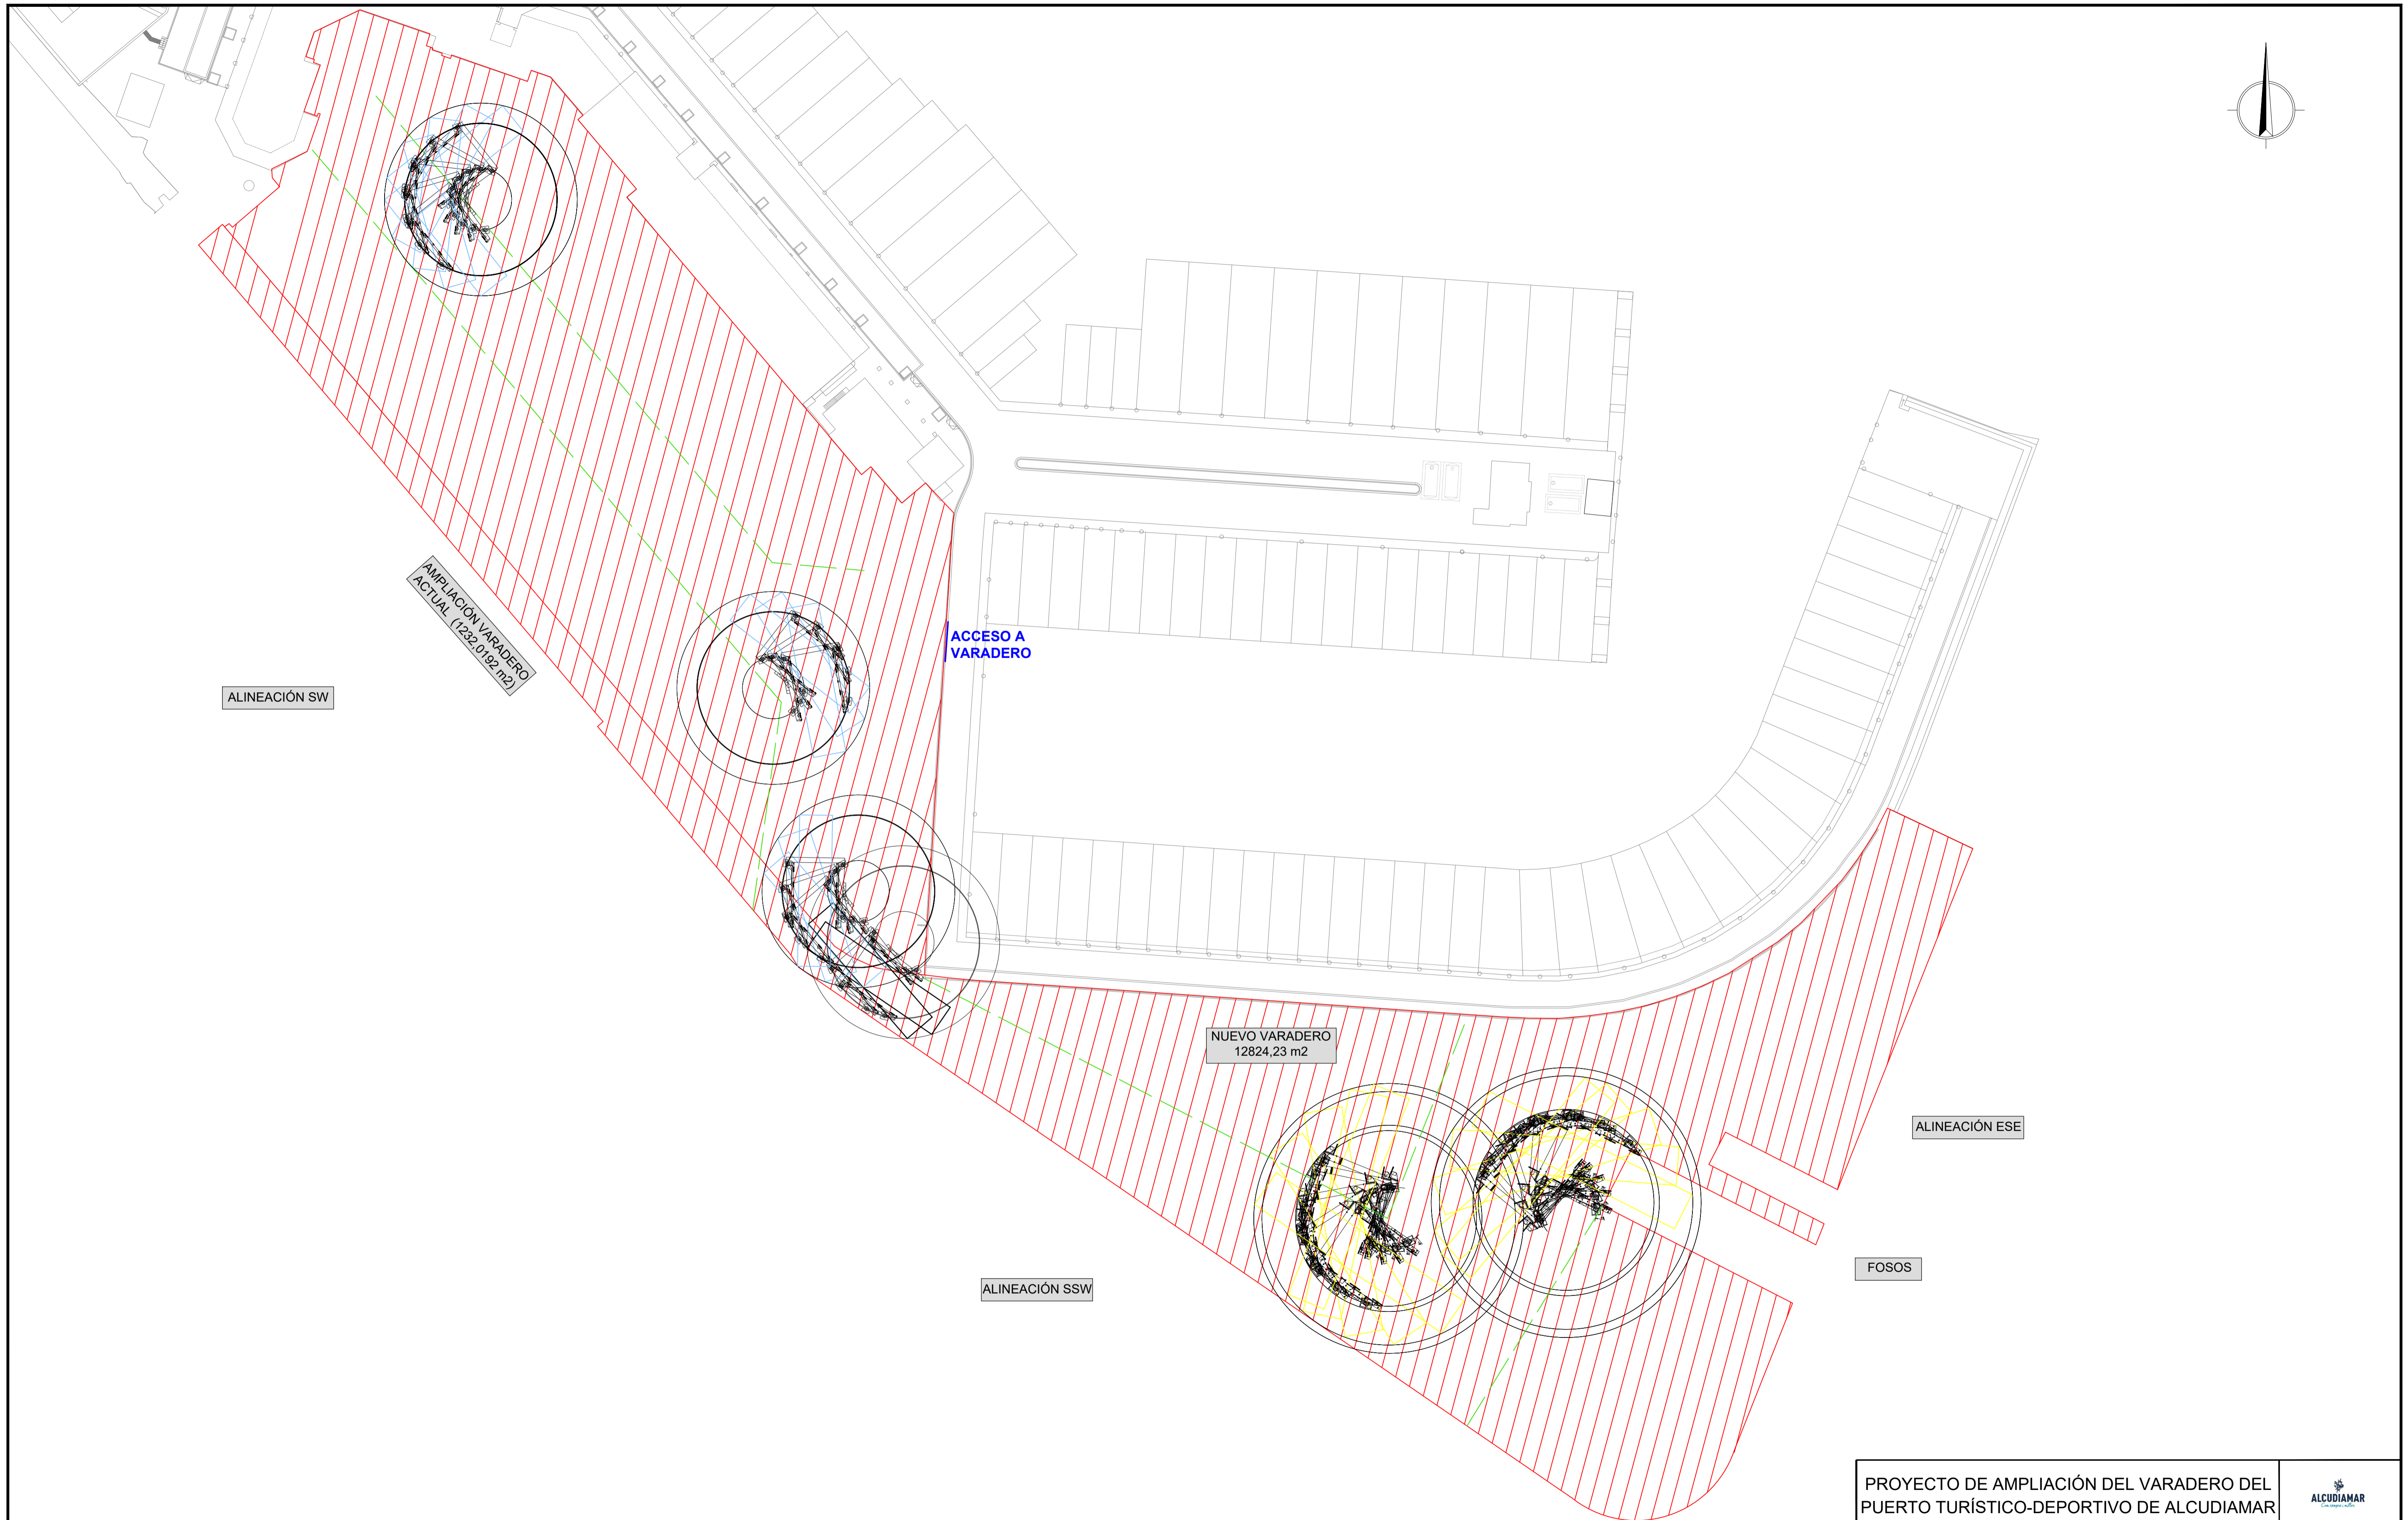 ACCESO A
VARADERO
AMPLIACIÓN VARADERO
ACTUAL (1232,0192 m2)
ALINEACIÓN SW
NUEVO VARADERO
12824,23 m2
ALINEACIÓN ESE
FOSOS
ALINEACIÓN SSW
PROYECTO DE AMPLIACIÓN DEL VARADERO DEL
PUERTO TURÍSTICO-DEPORTIVO DE ALCUDIAMAR
ALCUDIAMAR